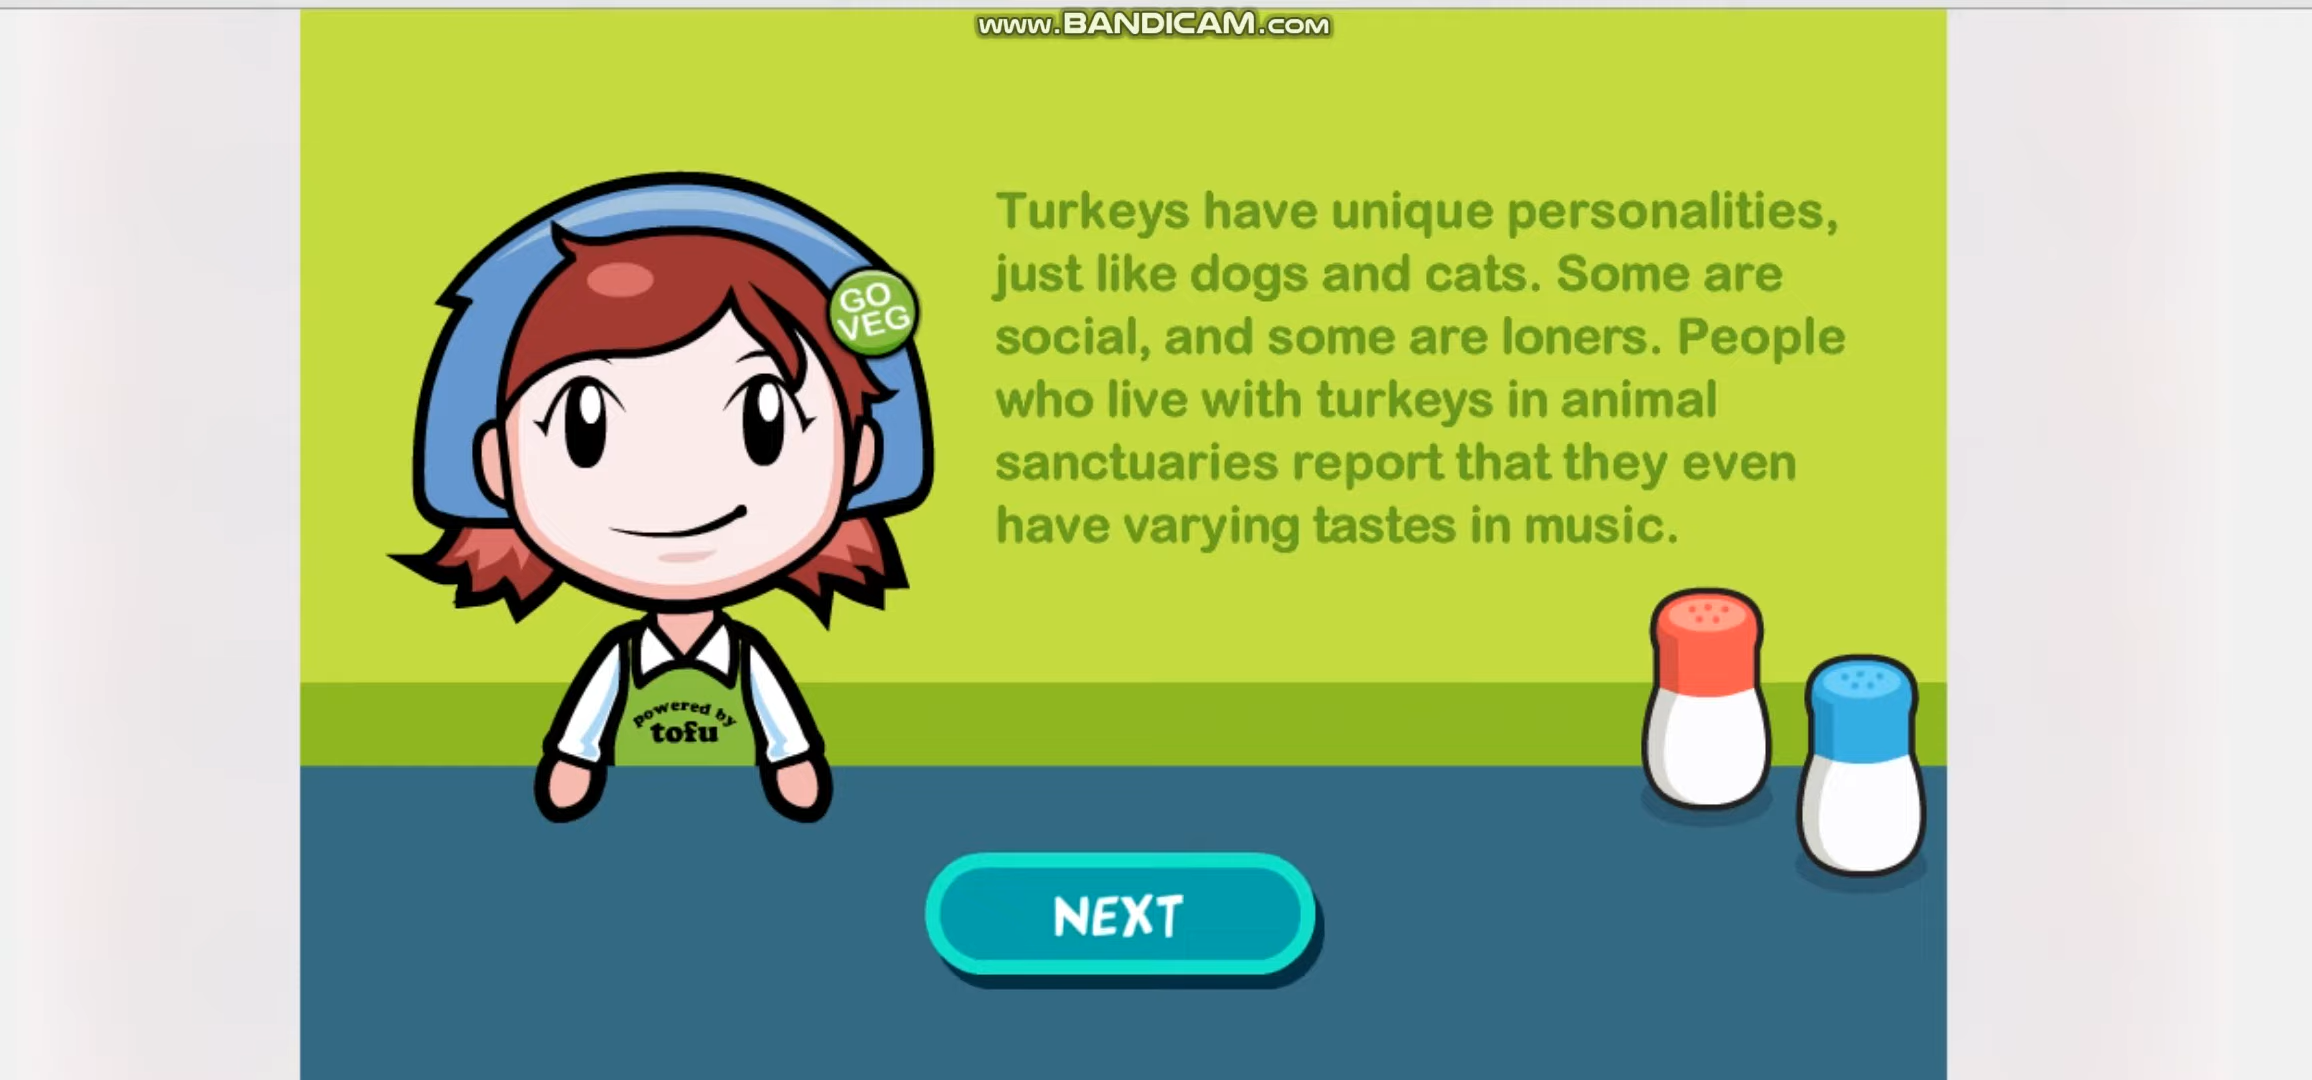 www.BANDICAM.com
Turkeys have unique personalities,
just like dogs and cats. Some are
social, and some are loners. People
who live with turkeys in animal
sanctuaries report that they even
have varying tastes in music.
GO
VEG
powered by
tofu
NEXT